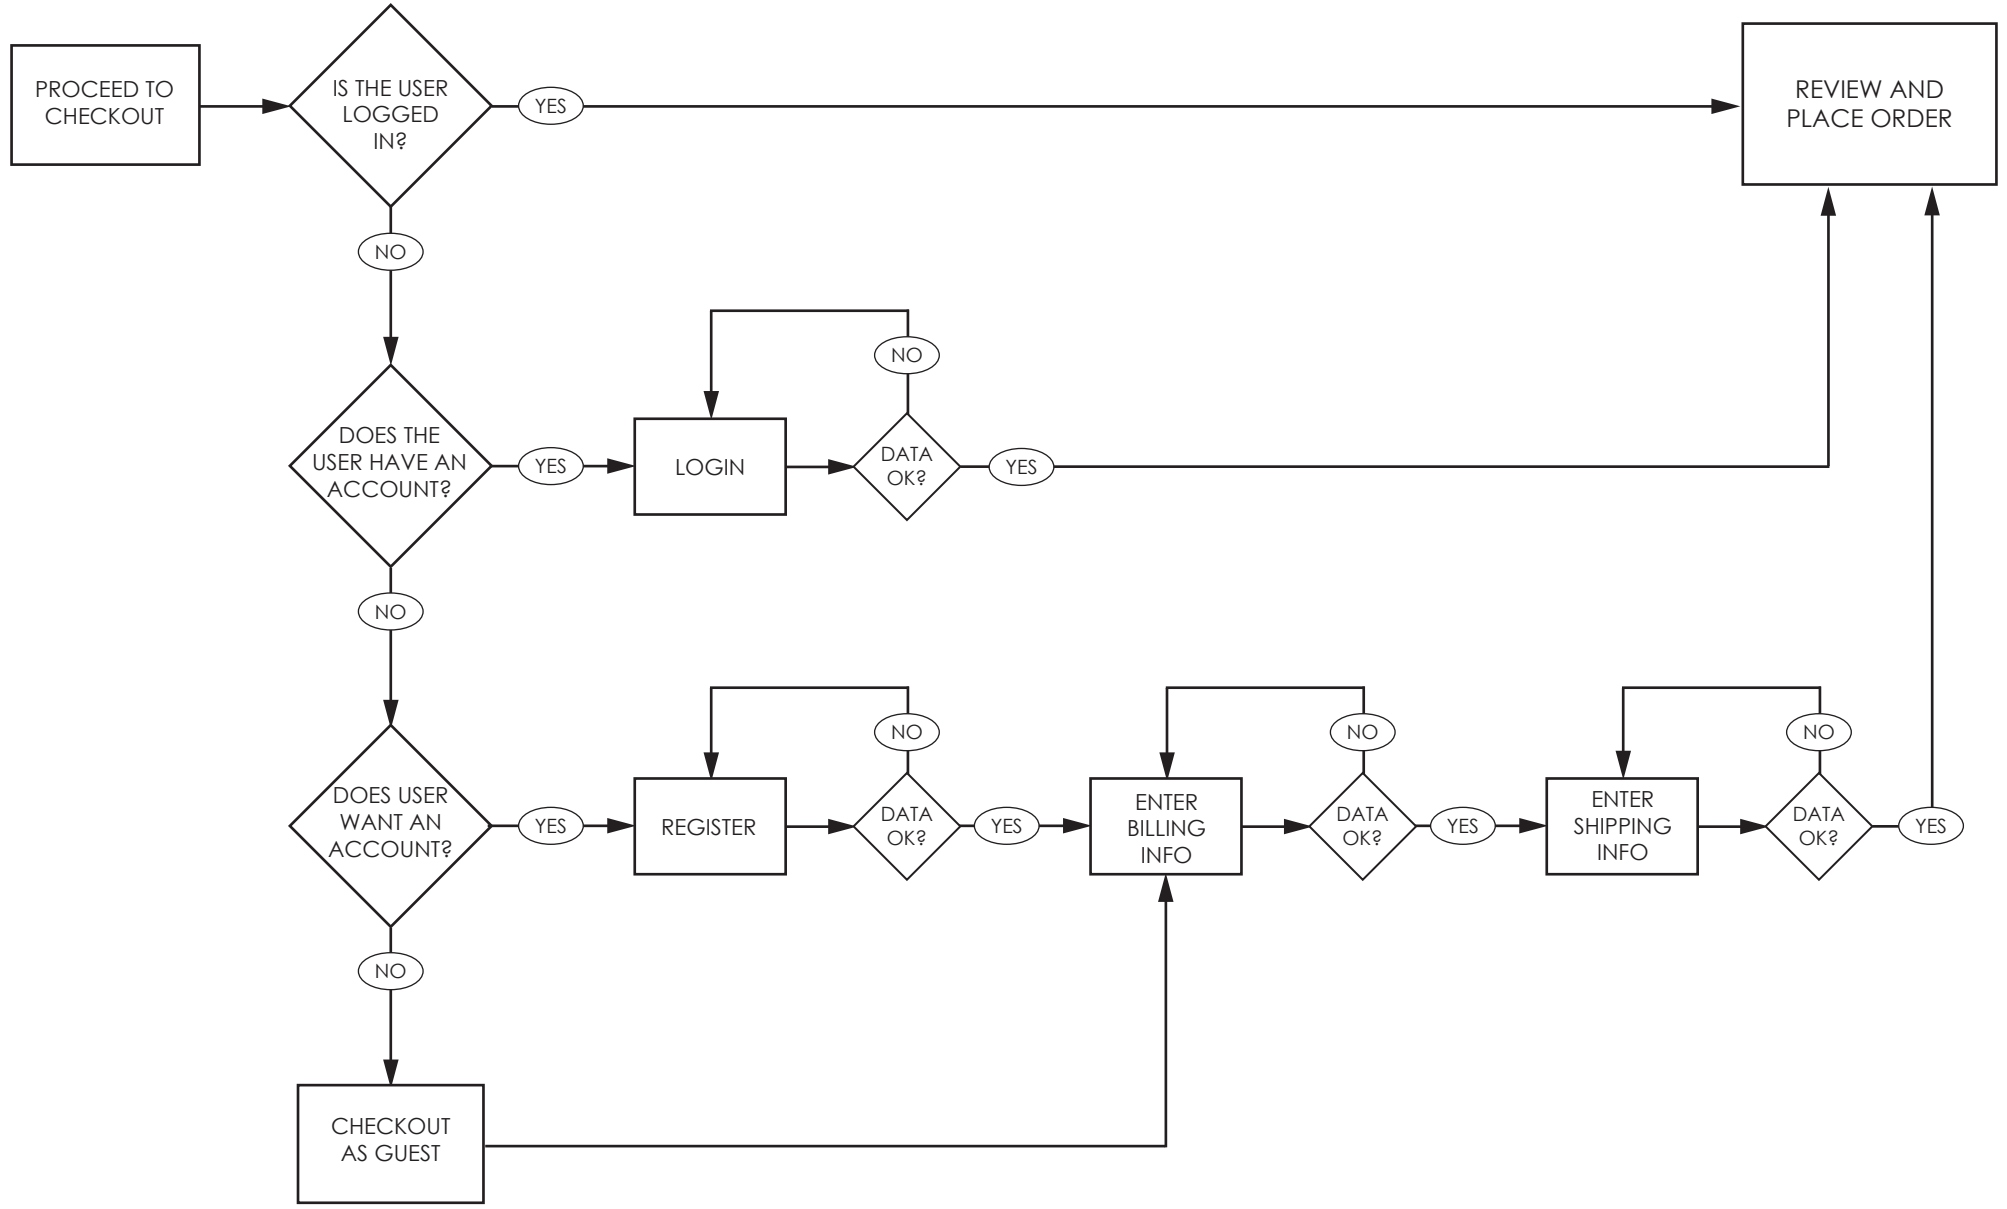 PROCEED TO
CHECKOUT
IS THE USER
LOGGED
IN?
YES
REVIEW AND
PLACE ORDER
NO
NO
DOES THE
USER HAVE AN
ACCOUNT?
YES
LOGIN
DATA
OK?
YES
NO
NO
NO
NO
DOES USER
WANT AN
ACCOUNT?
YES
REGISTER
DATA
OK?
YES
ENTER
BILLING
INFO
DATA
OK?
YES
ENTER
SHIPPING
INFO
DATA
OK?
YES
NO
CHECKOUT
AS GUEST